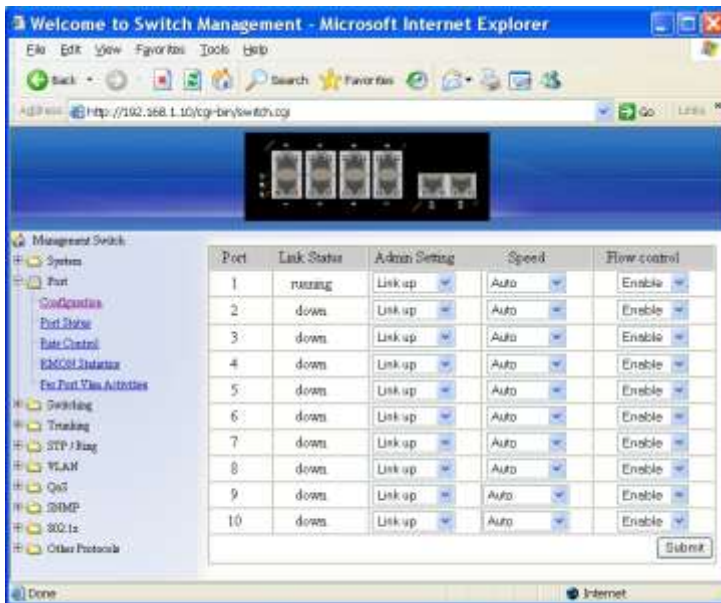 Welcome to Switch Management - Microsoft Internet Explorer
File Edit View Favorites Tools Help
Back Search Favorites
Address http://192.168.1.10/cgi-bin/switch.cgi Go Links
Management Switch
System
Port
Configuration
Port Status
Rate Control
RMON Statistics
Per Port Vlan Activities
Switching
Trunking
STP / Ring
VLAN
QoS
SNMP
802.1x
Other Protocols
Port Link Status Admin Setting Speed Flow control
1 running Link up Auto Enable
2 down Link up Auto Enable
3 down Link up Auto Enable
4 down Link up Auto Enable
5 down Link up Auto Enable
6 down Link up Auto Enable
7 down Link up Auto Enable
8 down Link up Auto Enable
9 down Link up Auto Enable
10 down Link up Auto Enable
Submit
Done Internet